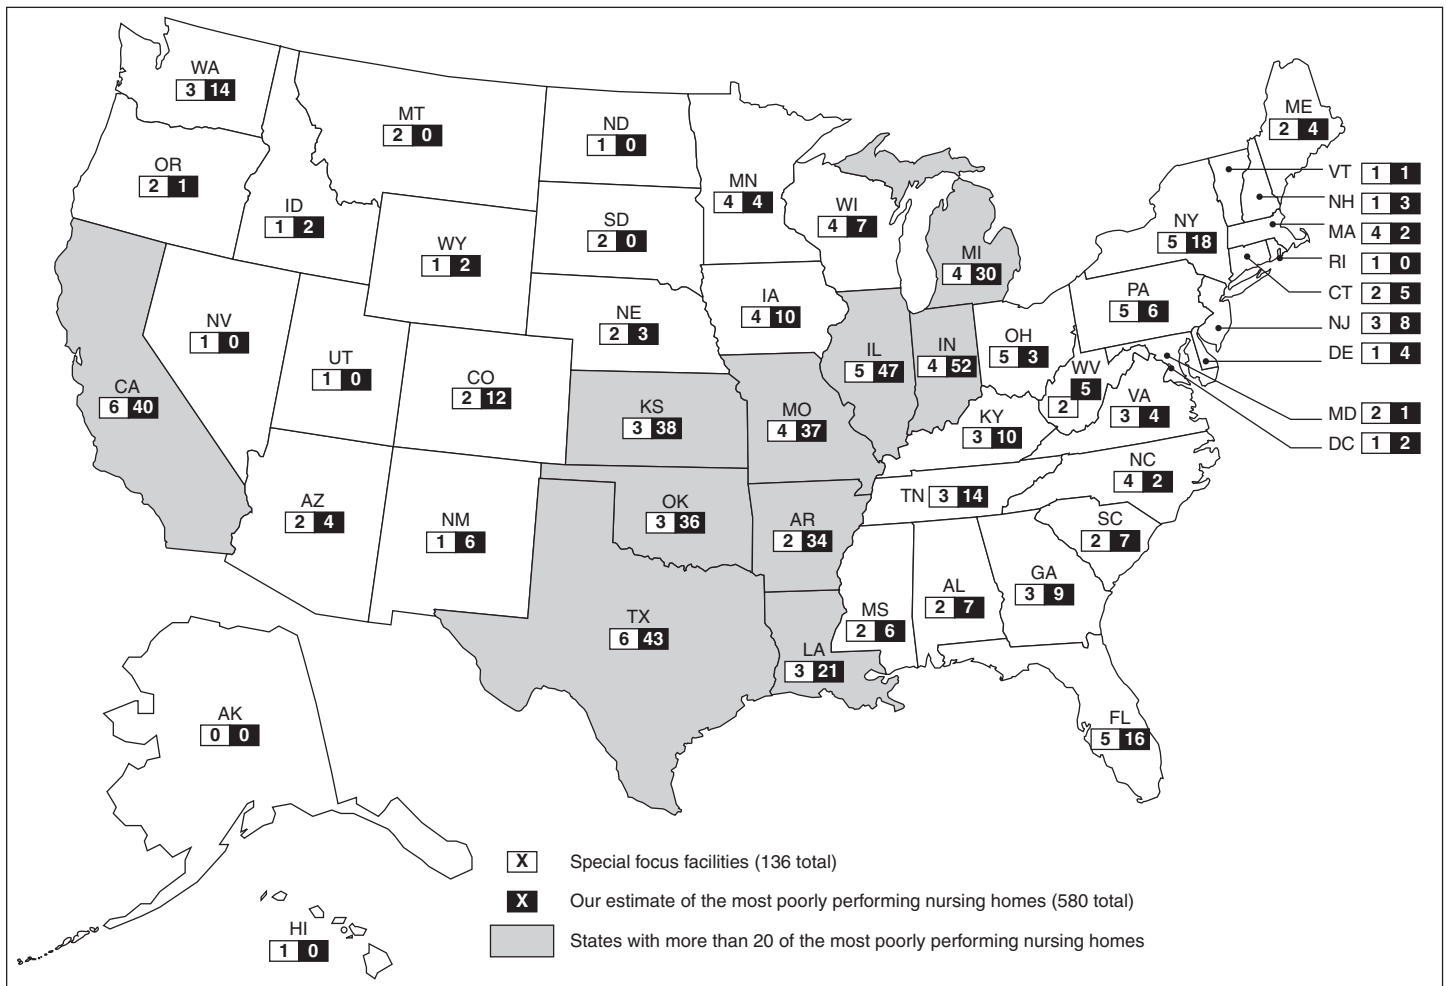 WA
3 14
MT
2 0
ND
1 0
OR
2 1
ID
1 2
WY
1 2
SD
2 0
MN
4 4
WI
4 7
MI
4 30
NY
5 18
ME
2 4
VT 1 1
NH 1 3
MA 4 2
RI 1 0
CT 2 5
NJ 3 8
DE 1 4
MD 2 1
DC 1 2
NV
1 0
UT
1 0
CO
2 12
NE
2 3
IA
4 10
IL
5 47
IN
4 52
OH
5 3
PA
5 6
WV
5
2
VA
3 4
CA
6 40
KS
3 38
MO
4 37
KY
3 10
NC
4 2
TN 3 14
AZ
2 4
NM
1 6
OK
3 36
AR
2 34
SC
2 7
GA
3 9
AL
2 7
MS
2 6
TX
6 43
LA
3 21
FL
5 16
AK
0 0
HI
1 0
X Special focus facilities (136 total)
X Our estimate of the most poorly performing nursing homes (580 total)
States with more than 20 of the most poorly performing nursing homes